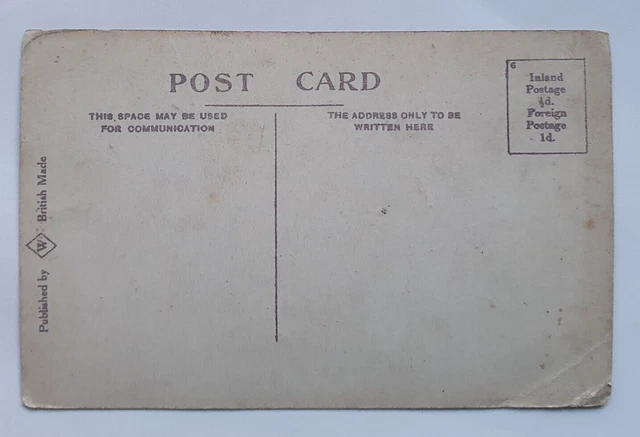 POST CARD
THIS SPACE MAY BE USED
FOR COMMUNICATION
THE ADDRESS ONLY TO BE
WRITTEN HERE
6
Inland
Postage
½d.
Foreign
Postage
1d.
Published by W British Made